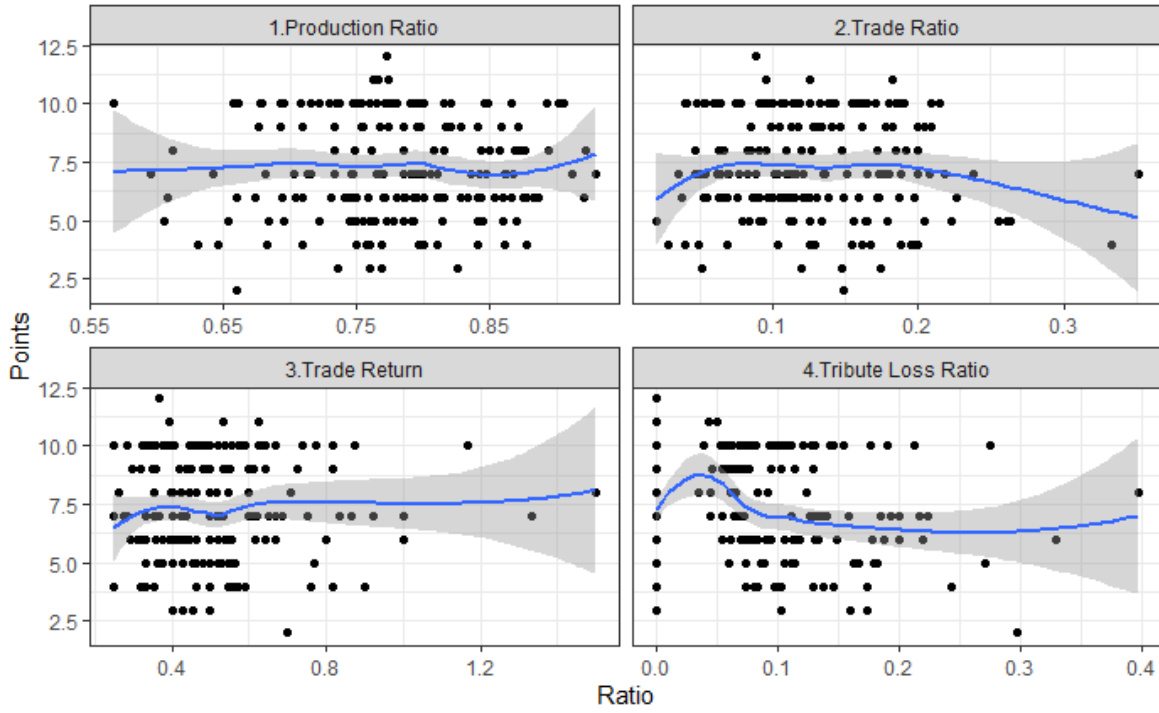 1.Production Ratio
2.Trade Ratio
12.5
10.0
7.5
5.0
2.5
0.55 0.65 0.75 0.85
0.1 0.2 0.3
Points
3.Trade Return
4.Tribute Loss Ratio
12.5
10.0
7.5
5.0
2.5
0.4 0.8 1.2
0.0 0.1 0.2 0.3 0.4
Ratio